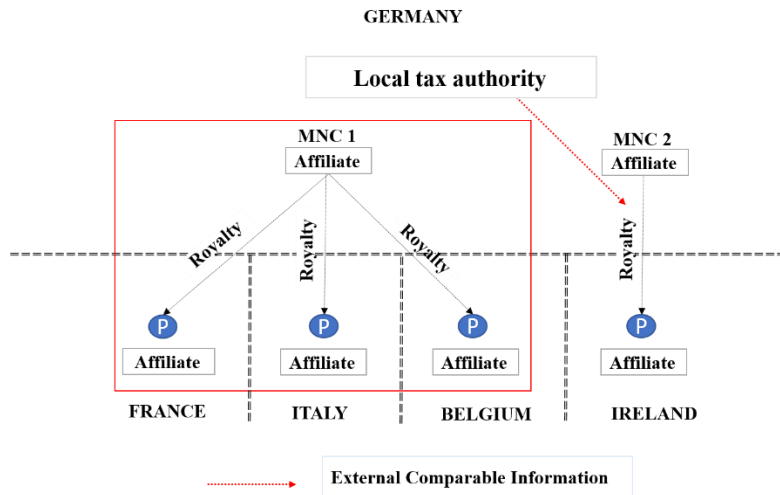 GERMANY
Local tax authority
MNC 1
Affiliate
MNC 2
Affiliate
Royalty
Royalty
Royalty
Royalty
P
P
P
P
Affiliate
Affiliate
Affiliate
Affiliate
FRANCE
ITALY
BELGIUM
IRELAND
External Comparable Information